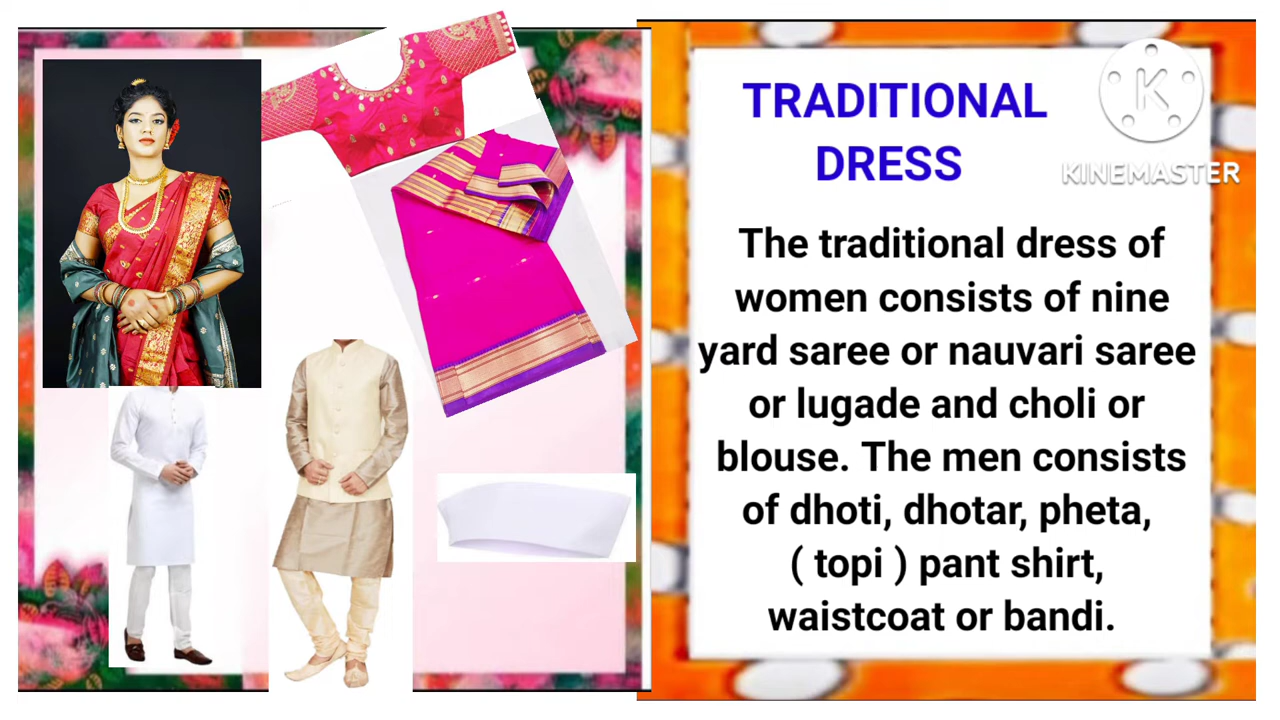 TRADITIONAL
DRESS
K
KINEMASTER
The traditional dress of
women consists of nine
yard saree or nauvari saree
or lugade and choli or
blouse. The men consists
of dhoti, dhotar, pheta,
( topi ) pant shirt,
waistcoat or bandi.